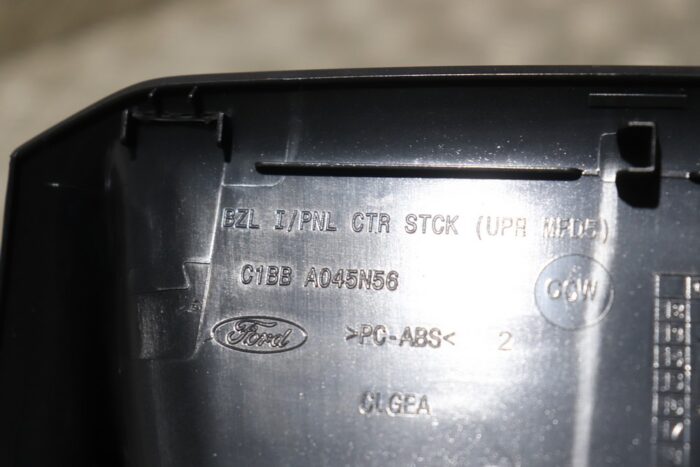 BZL I/PNL CTR STCK (UPR MFD5)
C1BB A045N56
CCW
Ford >PC-ABS< 2
CLGEA